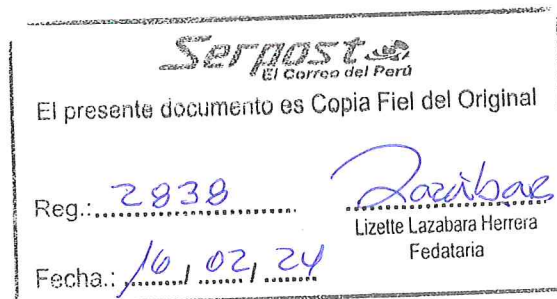 Serpost
El Correo del Perú
El presente documento es Copia Fiel del Original
Reg.: 2838
Lazabar
Lizette Lazabara Herrera
Fedataria
Fecha.: 16, 02, 24